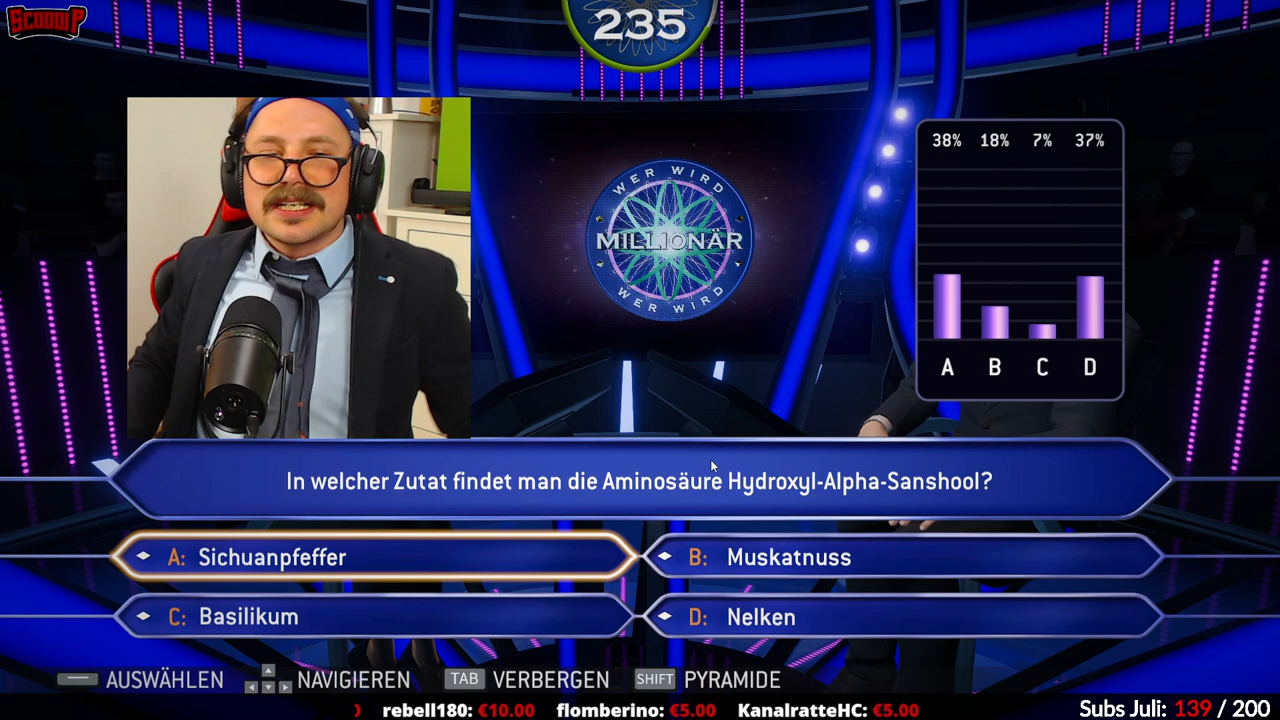 SCOOOIP
235
38% 18% 7% 37%
A B C D
WER WIRD
MILLIONÄR
WER WIRD
In welcher Zutat findet man die Aminosäure Hydroxyl-Alpha-Sanshool?
A: Sichuanpfeffer
B: Muskatnuss
C: Basilikum
D: Nelken
AUSWÄHLEN NAVIGIEREN TAB VERBERGEN SHIFT PYRAMIDE
rebell180: €10.00 flomberino: €5.00 KanalratteHC: €5.00
Subs Juli: 139 / 200